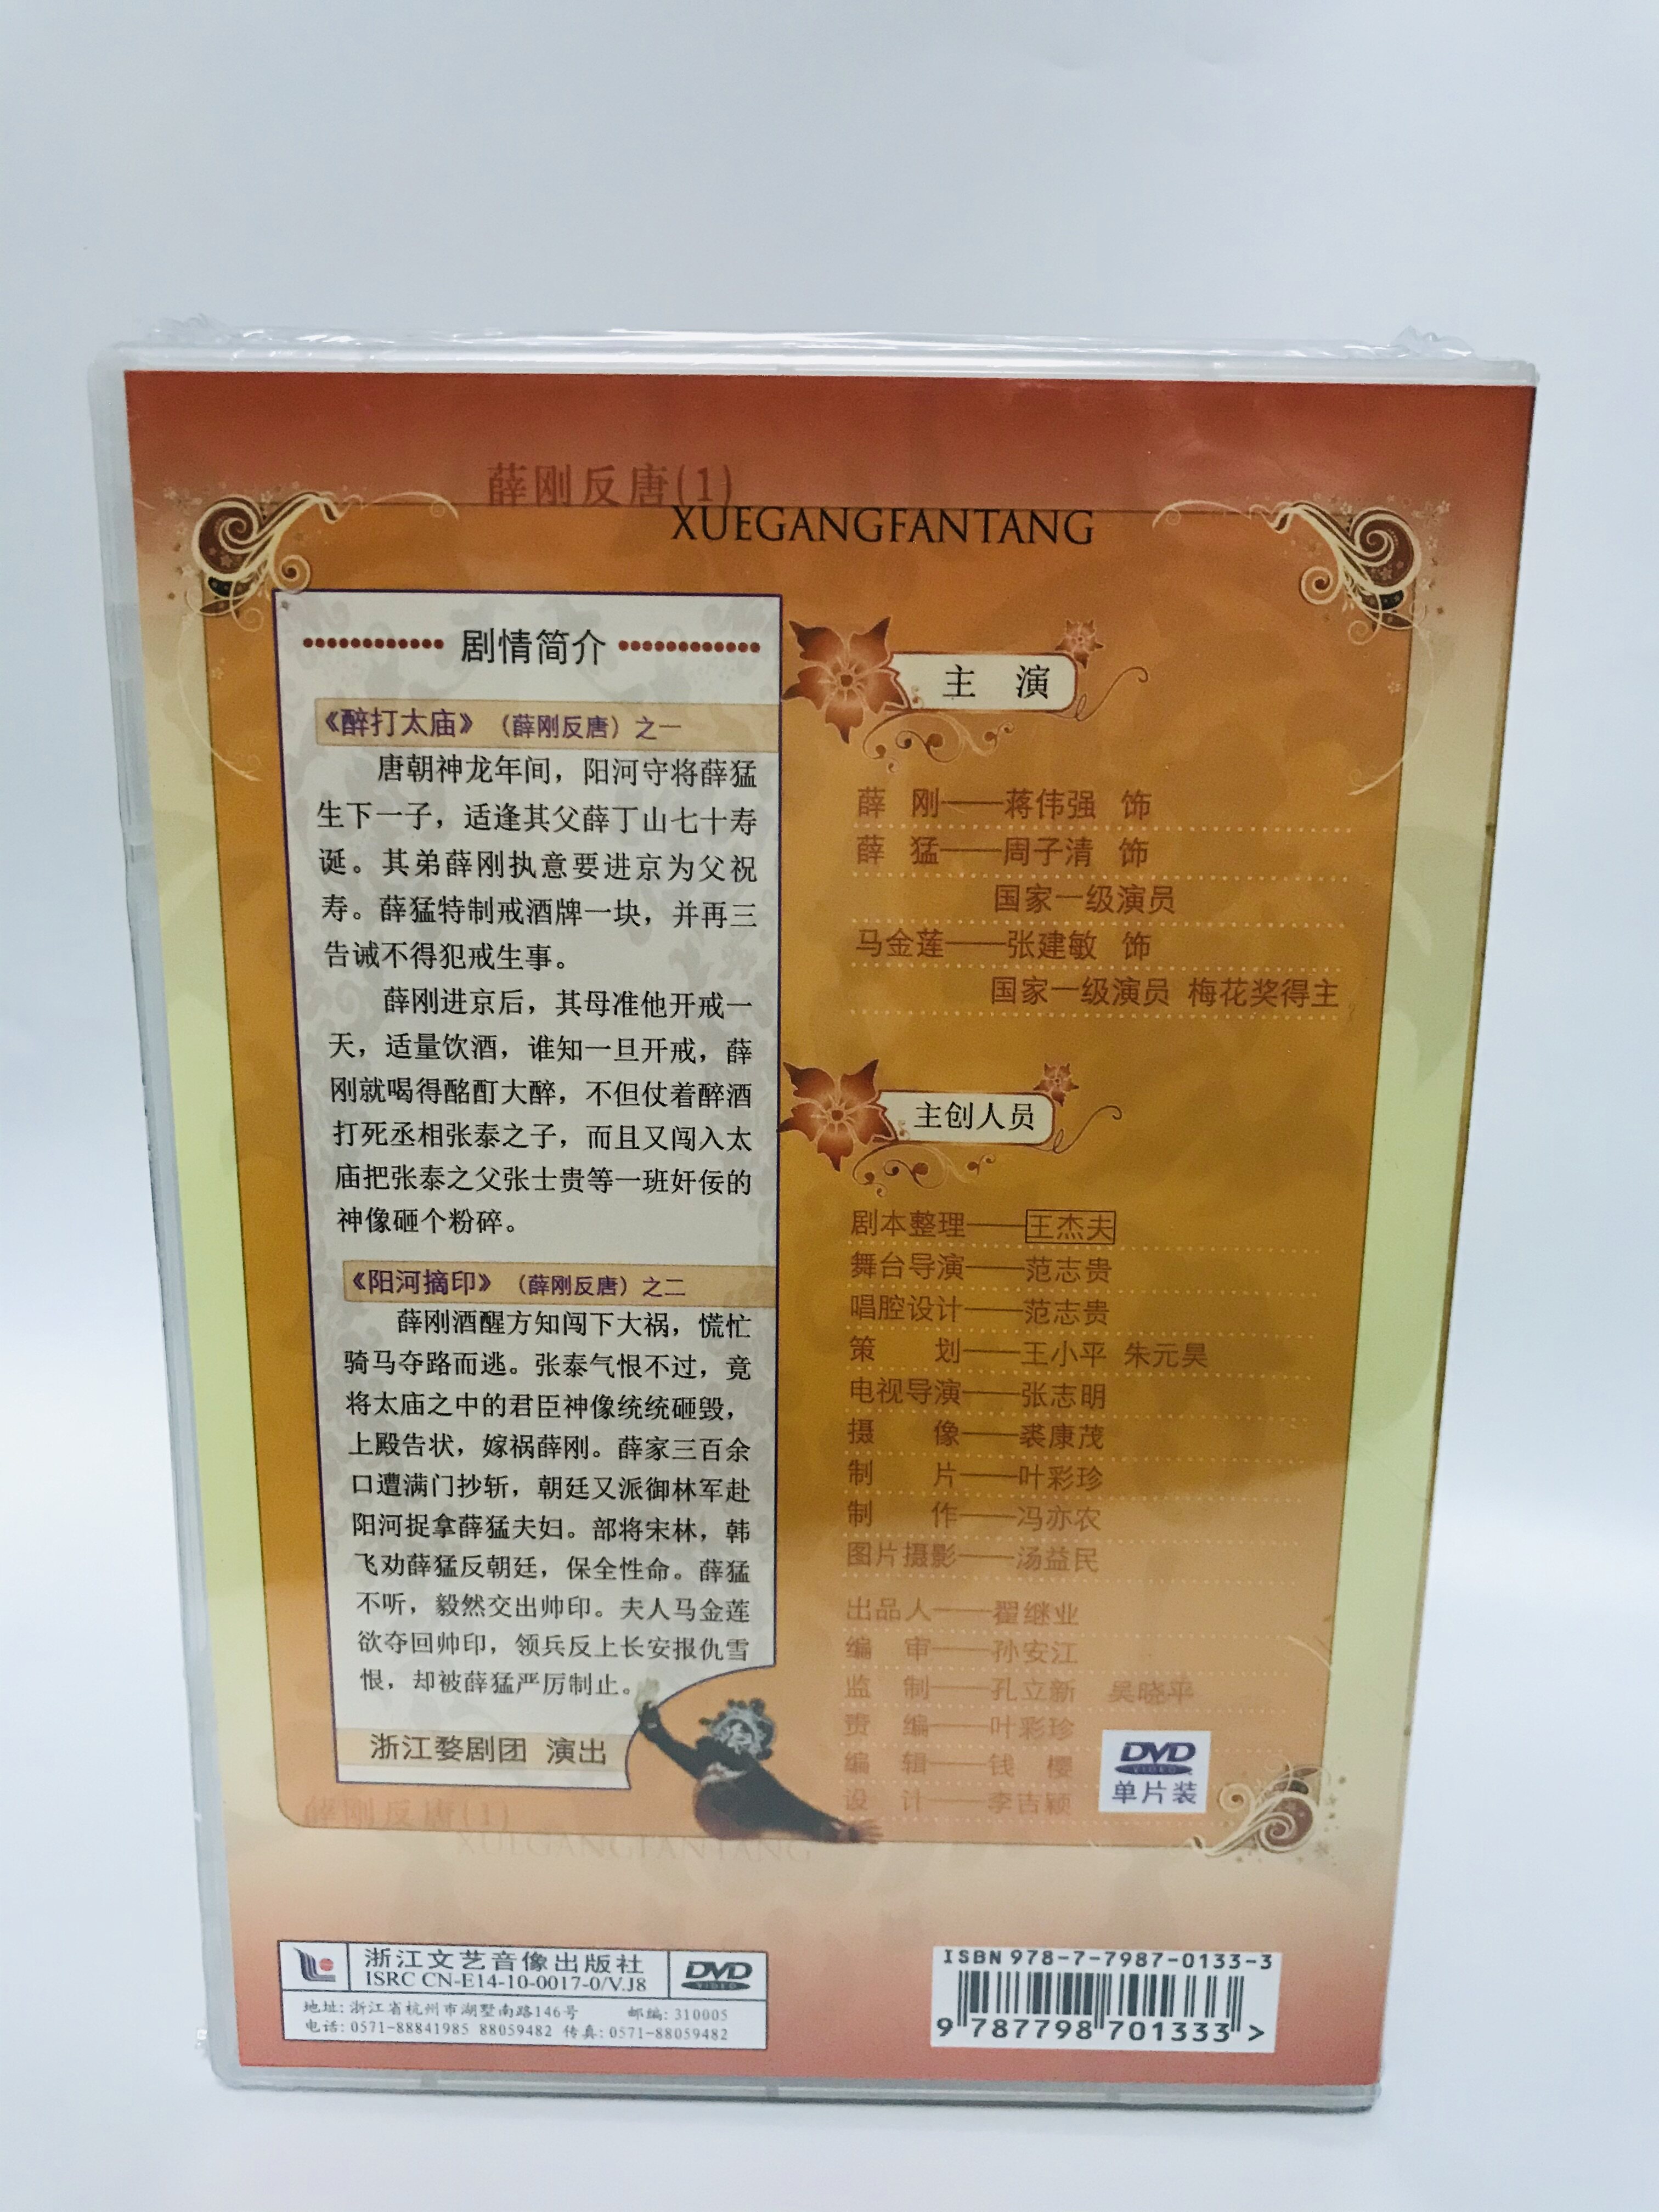 薛刚反唐(1)
XUEGANGFANTANG
剧情简介
《醉打太庙》（薛刚反唐）之一
唐朝神龙年间，阳河守将薛猛
生下一子，适逢其父薛丁山七十寿
诞。其弟薛刚执意要进京为父祝
寿。薛猛特制戒酒牌一块，并再三
告诫不得犯戒生事。
薛刚进京后，其母准他开戒一
天，适量饮酒，谁知一旦开戒，薛
刚就喝得酩酊大醉，不但仗着醉酒
打死丞相张泰之子，而且又闯入太
庙把张泰之父张士贵等一班奸佞的
神像砸个粉碎。
《阳河摘印》（薛刚反唐）之二
薛刚酒醒方知闯下大祸，慌忙
骑马夺路而逃。张泰气恨不过，竟
将太庙之中的君臣神像统统砸毁，
上殿告状，嫁祸薛刚。薛家三百余
口遭满门抄斩，朝廷又派御林军赴
阳河捉拿薛猛夫妇。部将宋林，韩
飞劝薛猛反朝廷，保全性命。薛猛
不听，毅然交出帅印。夫人马金莲
欲夺回帅印，领兵反上长安报仇雪
恨，却被薛猛严厉制止。
浙江婺剧团 演出
主 演
薛 刚——蒋伟强 饰
薛 猛——周子清 饰
国家一级演员
马金莲——张建敏 饰
国家一级演员 梅花奖得主
主创人员
剧本整理——王杰夫
舞台导演——范志贵
唱腔设计——范志贵
策 划——王小平 朱元昊
电视导演——张志明
摄 像——裘康茂
制 片——叶彩珍
制 作——冯亦农
图片摄影——汤益民
出品人——翟继业
编 审——孙安江
监 制——孔立新 吴晓平
责 编——叶彩珍
编 辑——钱 樱
设 计——李吉颖
DVD
VIDEO
单片装
薛刚反唐(1)
XUEGANGFANTANG
浙江文艺音像出版社
ISRC CN-E14-10-0017-0/V.J8
DVD
VIDEO
地址: 浙江省杭州市湖墅南路146号 邮编: 310005
电话: 0571-88841985 88059482 传真: 0571-88059482
ISBN 978-7-7987-0133-3
9 787798 701333 >